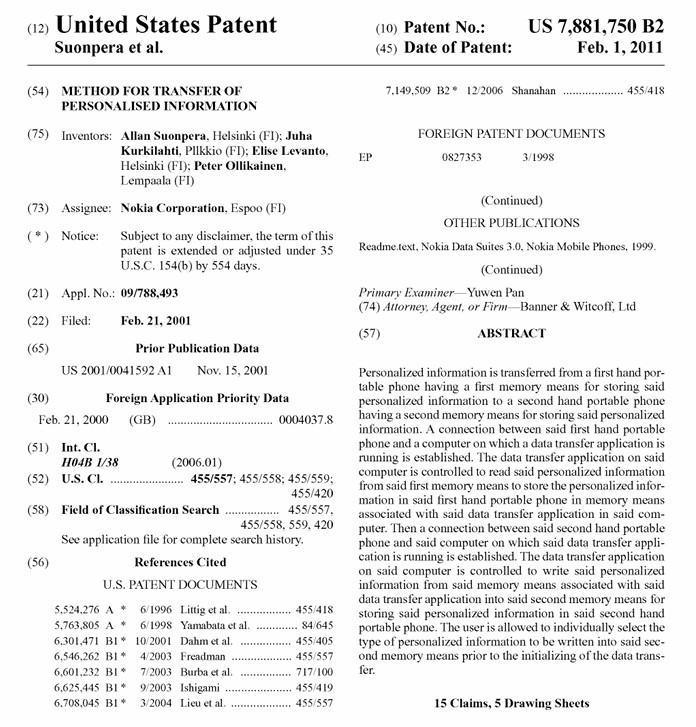 (12) United States Patent
Suonpera et al.
(10) Patent No.: US 7,881,750 B2
(45) Date of Patent: Feb. 1, 2011
(54) METHOD FOR TRANSFER OF
PERSONALISED INFORMATION
(75) Inventors: Allan Suonpera, Helsinki (FI); Juha
Kurkilahti, PIlkkio (FI); Elise Levanto,
Helsinki (FI); Peter Ollikainen,
Lempaala (FI)
(73) Assignee: Nokia Corporation, Espoo (FI)
( * ) Notice: Subject to any disclaimer, the term of this
patent is extended or adjusted under 35
U.S.C. 154(b) by 554 days.
(21) Appl. No.: 09/788,493
(22) Filed: Feb. 21, 2001
(65) Prior Publication Data
US 2001/0041592 A1 Nov. 15, 2001
(30) Foreign Application Priority Data
Feb. 21, 2000 (GB) ................................. 0004037.8
(51) Int. Cl.
H04B 1/38 (2006.01)
(52) U.S. Cl. ....................... 455/557; 455/558; 455/559;
455/420
(58) Field of Classification Search ................. 455/557,
455/558, 559, 420
See application file for complete search history.
(56) References Cited
U.S. PATENT DOCUMENTS
5,524,276 A * 6/1996 Littig et al. ................. 455/418
5,763,805 A * 6/1998 Yamabata et al. ............. 84/645
6,301,471 B1 * 10/2001 Dahm et al. ................. 455/405
6,546,262 B1 * 4/2003 Freadman ................... 455/557
6,601,232 B1 * 7/2003 Burba et al. ................. 717/100
6,625,445 B1 * 9/2003 Ishigami ..................... 455/419
6,708,045 B1 * 3/2004 Lieu et al. ................... 455/557
7,149,509 B2 * 12/2006 Shanahan .................. 455/418
FOREIGN PATENT DOCUMENTS
EP 0827353 3/1998
(Continued)
OTHER PUBLICATIONS
Readme.text, Nokia Data Suites 3.0, Nokia Mobile Phones, 1999.
(Continued)
Primary Examiner—Yuwen Pan
(74) Attorney, Agent, or Firm—Banner & Witcoff, Ltd
(57) ABSTRACT
Personalized information is transferred from a first hand por-
table phone having a first memory means for storing said
personalized information to a second hand portable phone
having a second memory means for storing said personalized
information. A connection between said first hand portable
phone and a computer on which a data transfer application is
running is established. The data transfer application on said
computer is controlled to read said personalized information
from said first memory means to store the personalized infor-
mation in said first hand portable phone in memory means
associated with said data transfer application in said com-
puter. Then a connection between said second hand portable
phone and said computer on which said data transfer appli-
cation is running is established. The data transfer application
on said computer is controlled to write said personalized
information from said memory means associated with said
data transfer application into said second memory means for
storing said personalized information in said second hand
portable phone. The user is allowed to individually select the
type of personalized information to be written into said sec-
ond memory means prior to the initializing of the data trans-
fer.
15 Claims, 5 Drawing Sheets